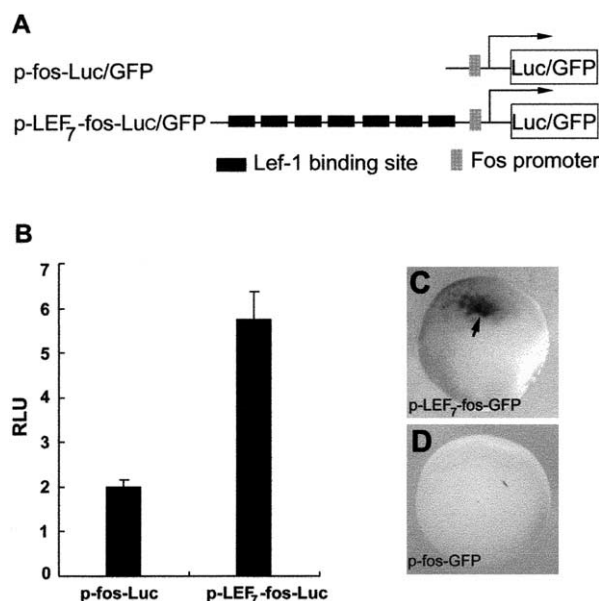 A
p-fos-Luc/GFP
Luc/GFP
p-LEF7-fos-Luc/GFP
Luc/GFP
Lef-1 binding site
Fos promoter
B
7
6
5
4
3
2
1
0
RLU
p-fos-Luc
p-LEF7-fos-Luc
C
p-LEF7-fos-GFP
D
p-fos-GFP